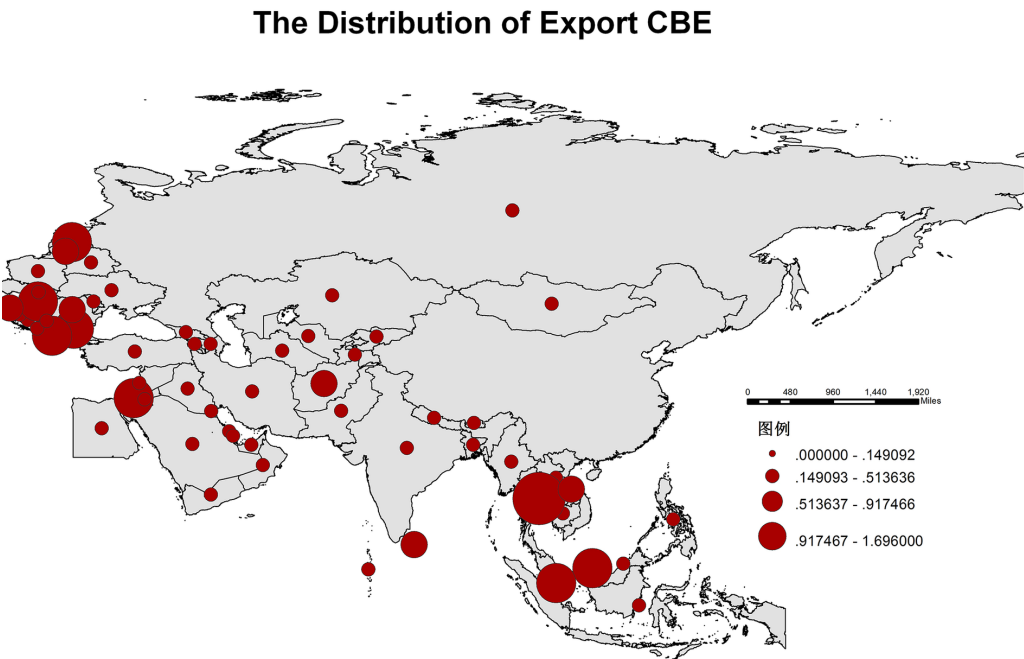 The Distribution of Export CBE
0 480 960 1,440 1,920
Miles
图例
.000000 - .149092
.149093 - .513636
.513637 - .917466
.917467 - 1.696000